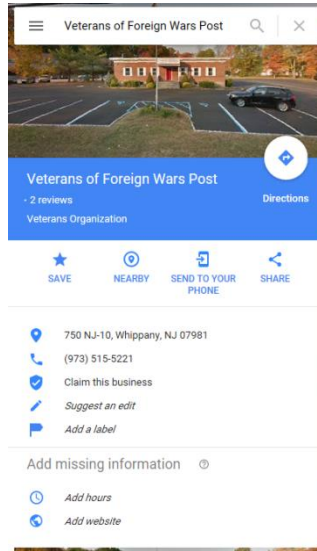 Veterans of Foreign Wars Post
Veterans of Foreign Wars Post
· 2 reviews
Directions
Veterans Organization
SAVE
NEARBY
SEND TO YOUR
PHONE
SHARE
750 NJ-10, Whippany, NJ 07981
(973) 515-5221
Claim this business
Suggest an edit
Add a label
Add missing information
Add hours
Add website